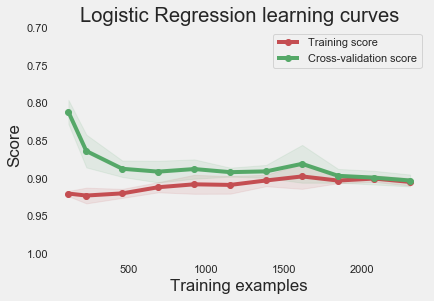 Logistic Regression learning curves
Training score
Cross-validation score
0.70
0.75
0.80
0.85
0.90
0.95
1.00
Score
500
1000
1500
2000
Training examples